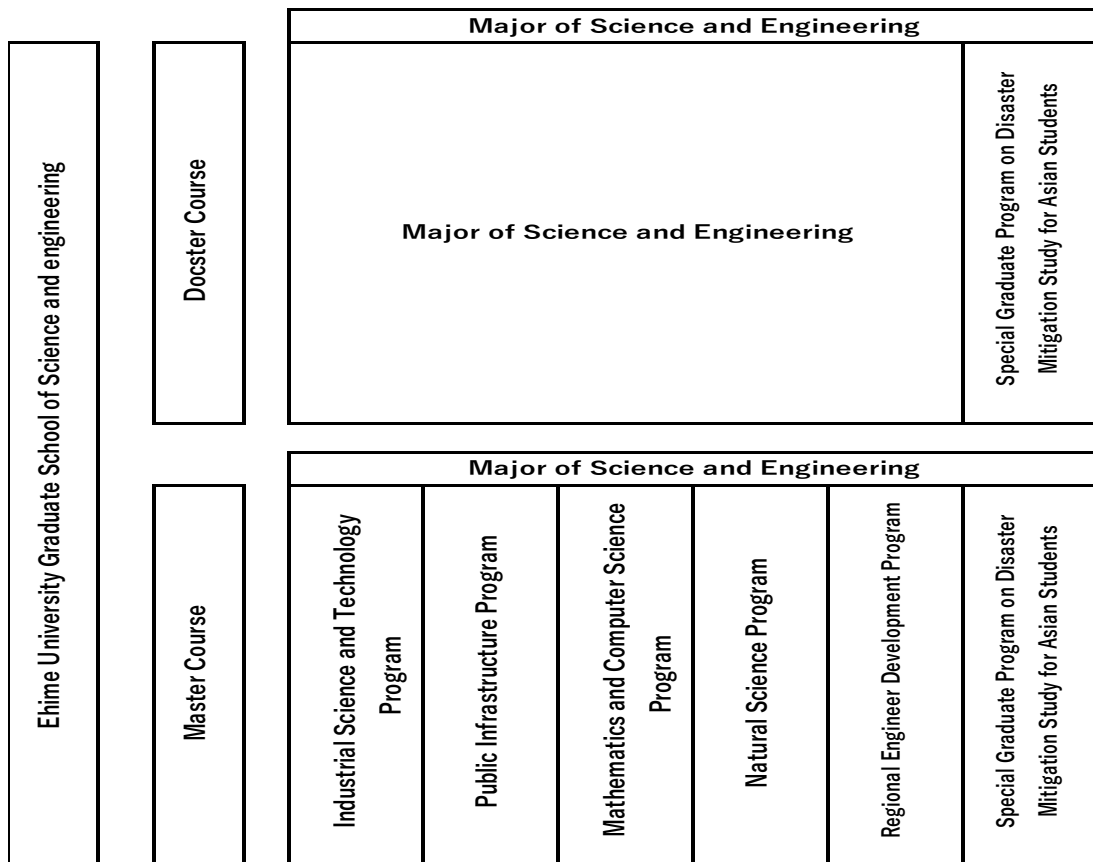 Ehime University Graduate School of Science and engineering
Docster Course
Major of Science and Engineering
Major of Science and Engineering
Special Graduate Program on Disaster
Mitigation Study for Asian Students
Master Course
Major of Science and Engineering
Industrial Science and Technology
Program
Public Infrastructure Program
Mathematics and Computer Science
Program
Natural Science Program
Regional Engineer Development Program
Special Graduate Program on Disaster
Mitigation Study for Asian Students